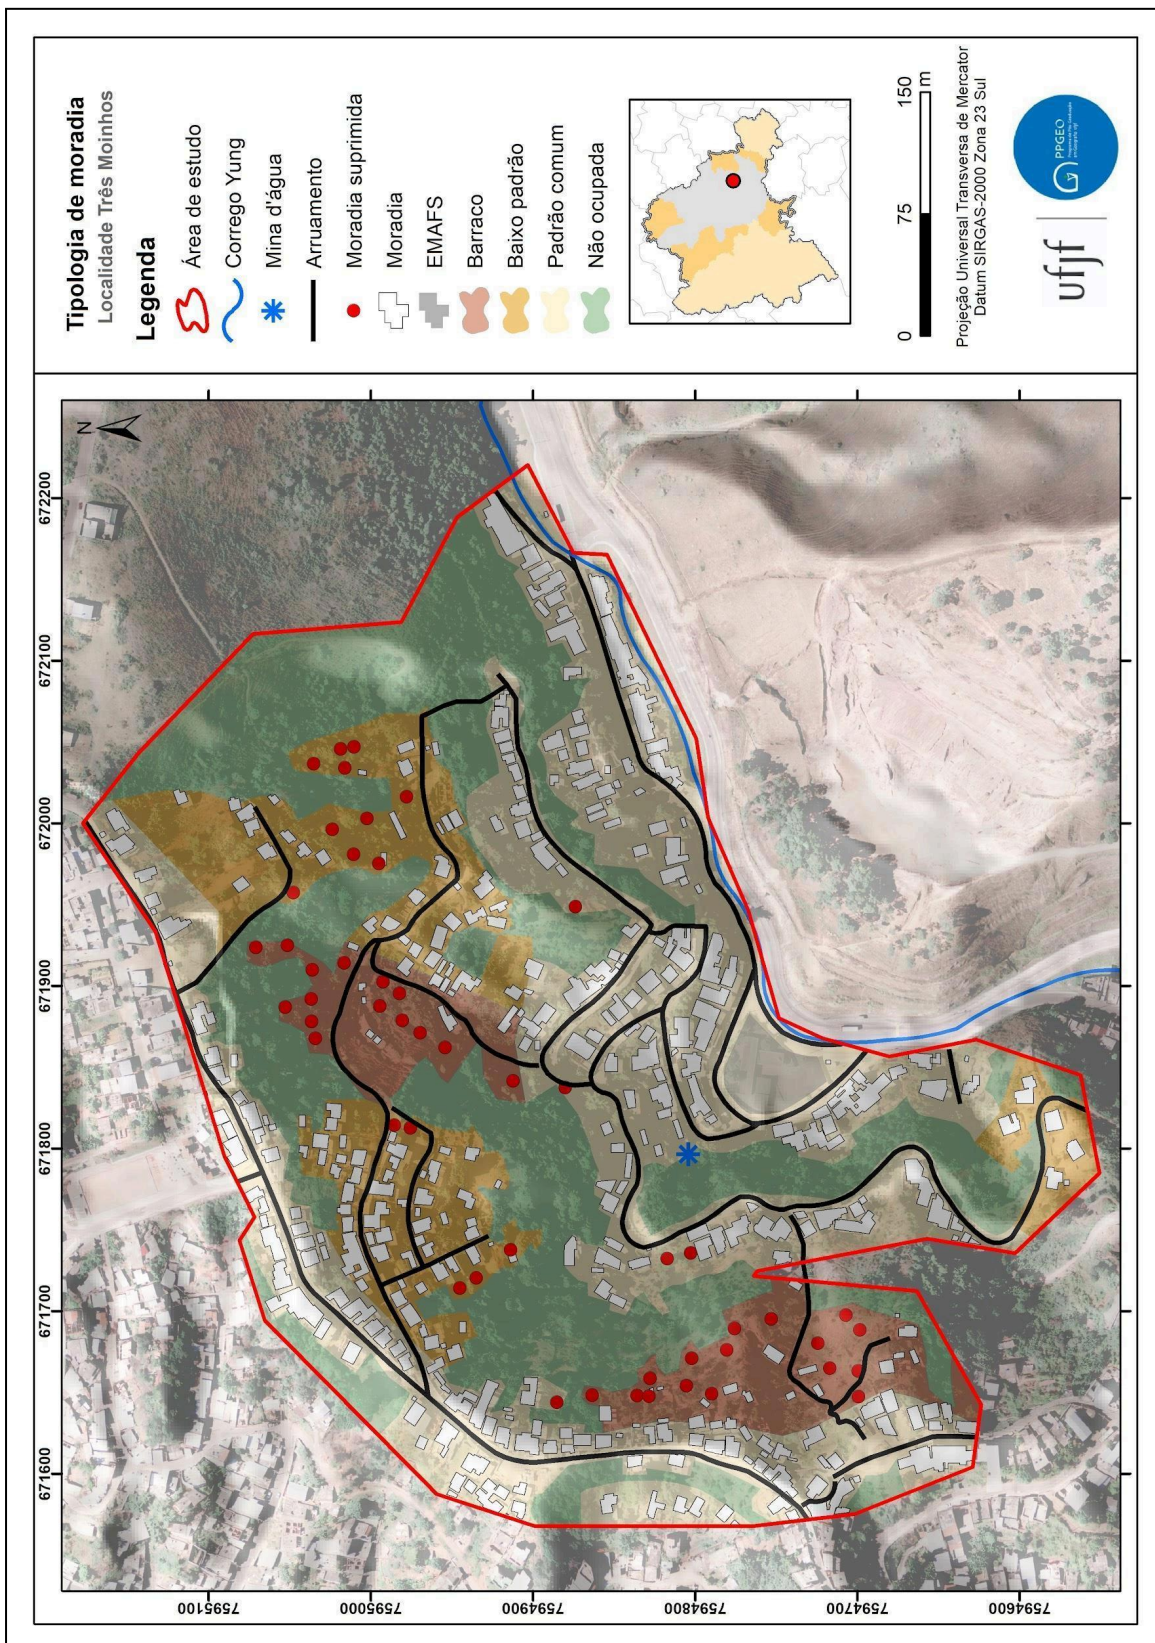 Tipologia de moradia
Localidade Três Moinhos
Legenda
Área de estudo
Corrego Yung
Mina d'água
Arruamento
Moradia suprimida
Moradia
EMAFS
Barraco
Baixo padrão
Padrão comum
Não ocupada
0 75 150
m
Projeção Universal Transversa de Mercator
Datum SIRGAS-2000 Zona 23 Sul
ufjf
PPGEO
N
671600 671700 671800 671900 672000 672100 672200
7595100
7595000
7594900
7594800
7594700
7594600